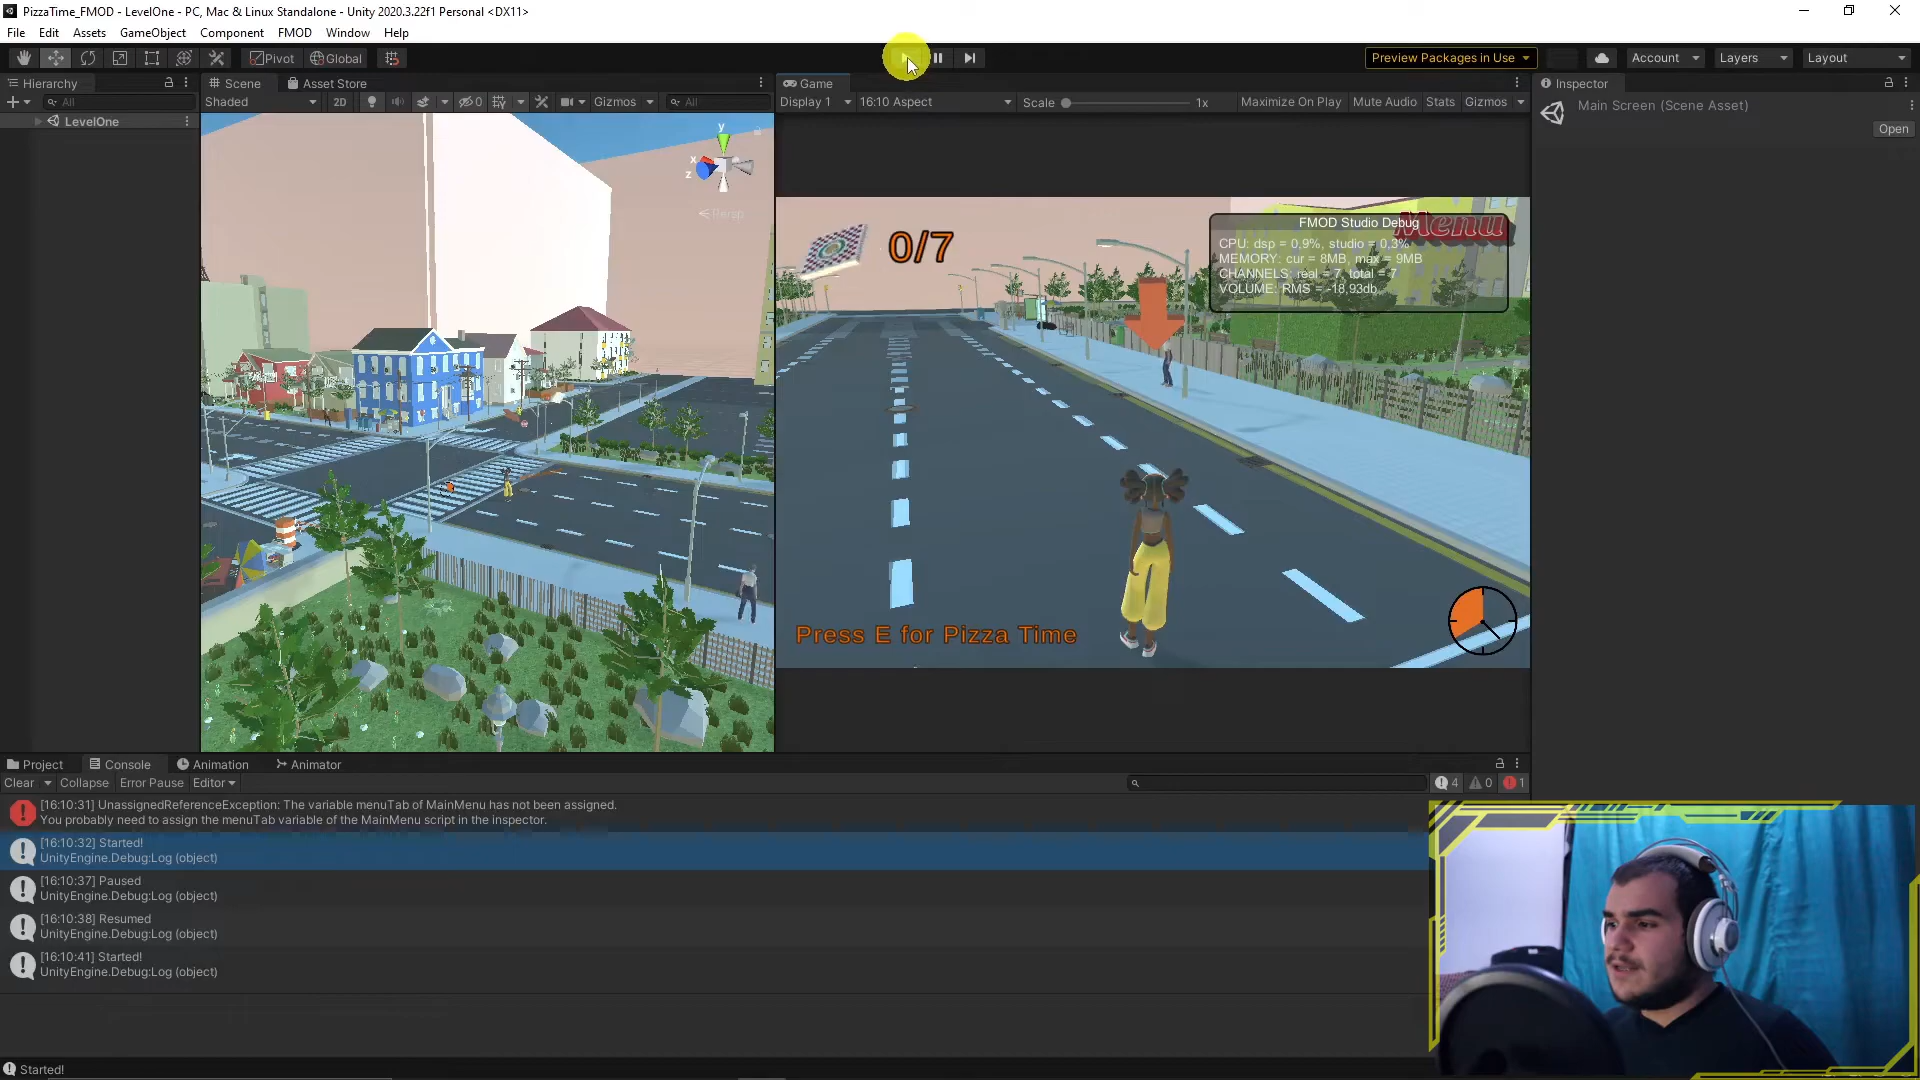 PizzaTime_FMOD - LevelOne - PC, Mac & Linux Standalone - Unity 2020.3.22f1 Personal <DX11>
File Edit Assets GameObject Component FMOD Window Help
Pivot Global Preview Packages in Use Account Layers Layout
Hierarchy Scene Asset Store Game Inspector
All Shaded 2D 0 Gizmos All Display 1 16:10 Aspect Scale 1x Maximize On Play Mute Audio Stats Gizmos Main Screen (Scene Asset)
LevelOne Open
y
x
z
Persp
0/7
Menu
FMOD Studio Debug
CPU: dsp = 0,9%, studio = 0,3%
MEMORY: cur = 8MB, max = 9MB
CHANNELS: real = 7, total = 7
VOLUME: RMS = -18,93db
Press E for Pizza Time
Project Console Animation Animator
Clear Collapse Error Pause Editor 4 0 1
[16:10:31] UnassignedReferenceException: The variable menuTab of MainMenu has not been assigned.
You probably need to assign the menuTab variable of the MainMenu script in the inspector.
[16:10:32] Started!
UnityEngine.Debug:Log (object)
[16:10:37] Paused
UnityEngine.Debug:Log (object)
[16:10:38] Resumed
UnityEngine.Debug:Log (object)
[16:10:41] Started!
UnityEngine.Debug:Log (object)
Started!